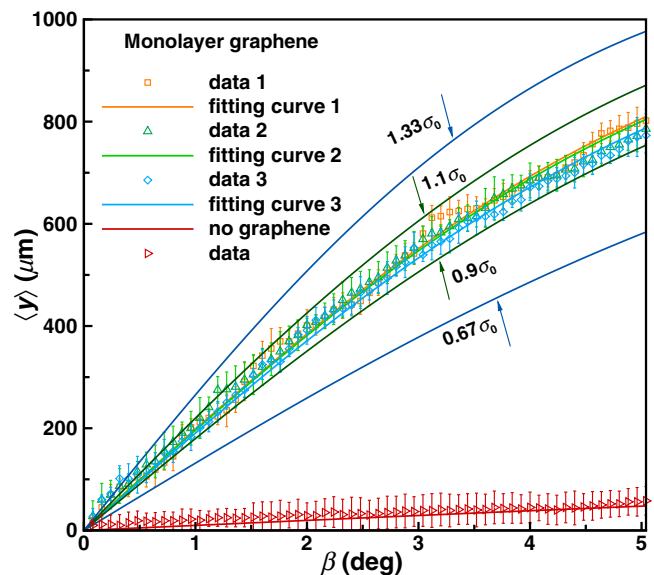 1000
800
600
400
200
0
⟨y⟩ (μm)
Monolayer graphene
data 1
fitting curve 1
data 2
fitting curve 2
data 3
fitting curve 3
no graphene
data
1.33σ₀
1.1σ₀
0.9σ₀
0.67σ₀
0 1 2 3 4 5
β (deg)